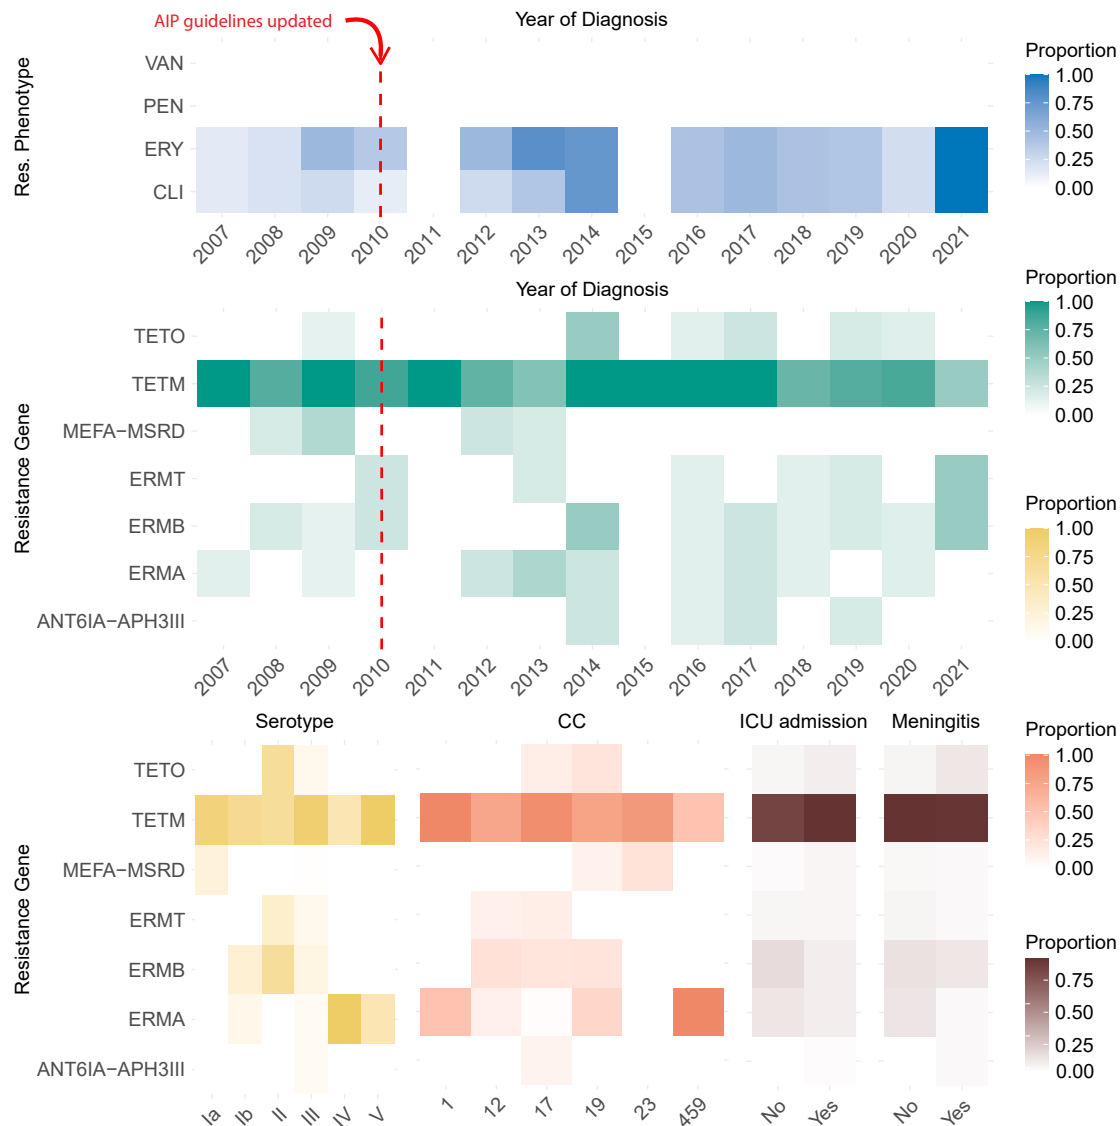 AIP guidelines updated
Year of Diagnosis
Res. Phenotype
VAN
PEN
ERY
CLI
2007 2008 2009 2010 2011 2012 2013 2014 2015 2016 2017 2018 2019 2020 2021
Proportion
1.00
0.75
0.50
0.25
0.00
Year of Diagnosis
Resistance Gene
TETO
TETM
MEFA−MSRD
ERMT
ERMB
ERMA
ANT6IA−APH3III
2007 2008 2009 2010 2011 2012 2013 2014 2015 2016 2017 2018 2019 2020 2021
Proportion
1.00
0.75
0.50
0.25
0.00
Proportion
1.00
0.75
0.50
0.25
0.00
Serotype CC ICU admission Meningitis
Resistance Gene
TETO
TETM
MEFA−MSRD
ERMT
ERMB
ERMA
ANT6IA−APH3III
Ia Ib II III IV V 1 12 17 19 23 459 No Yes No Yes
Proportion
1.00
0.75
0.50
0.25
0.00
Proportion
0.75
0.50
0.25
0.00